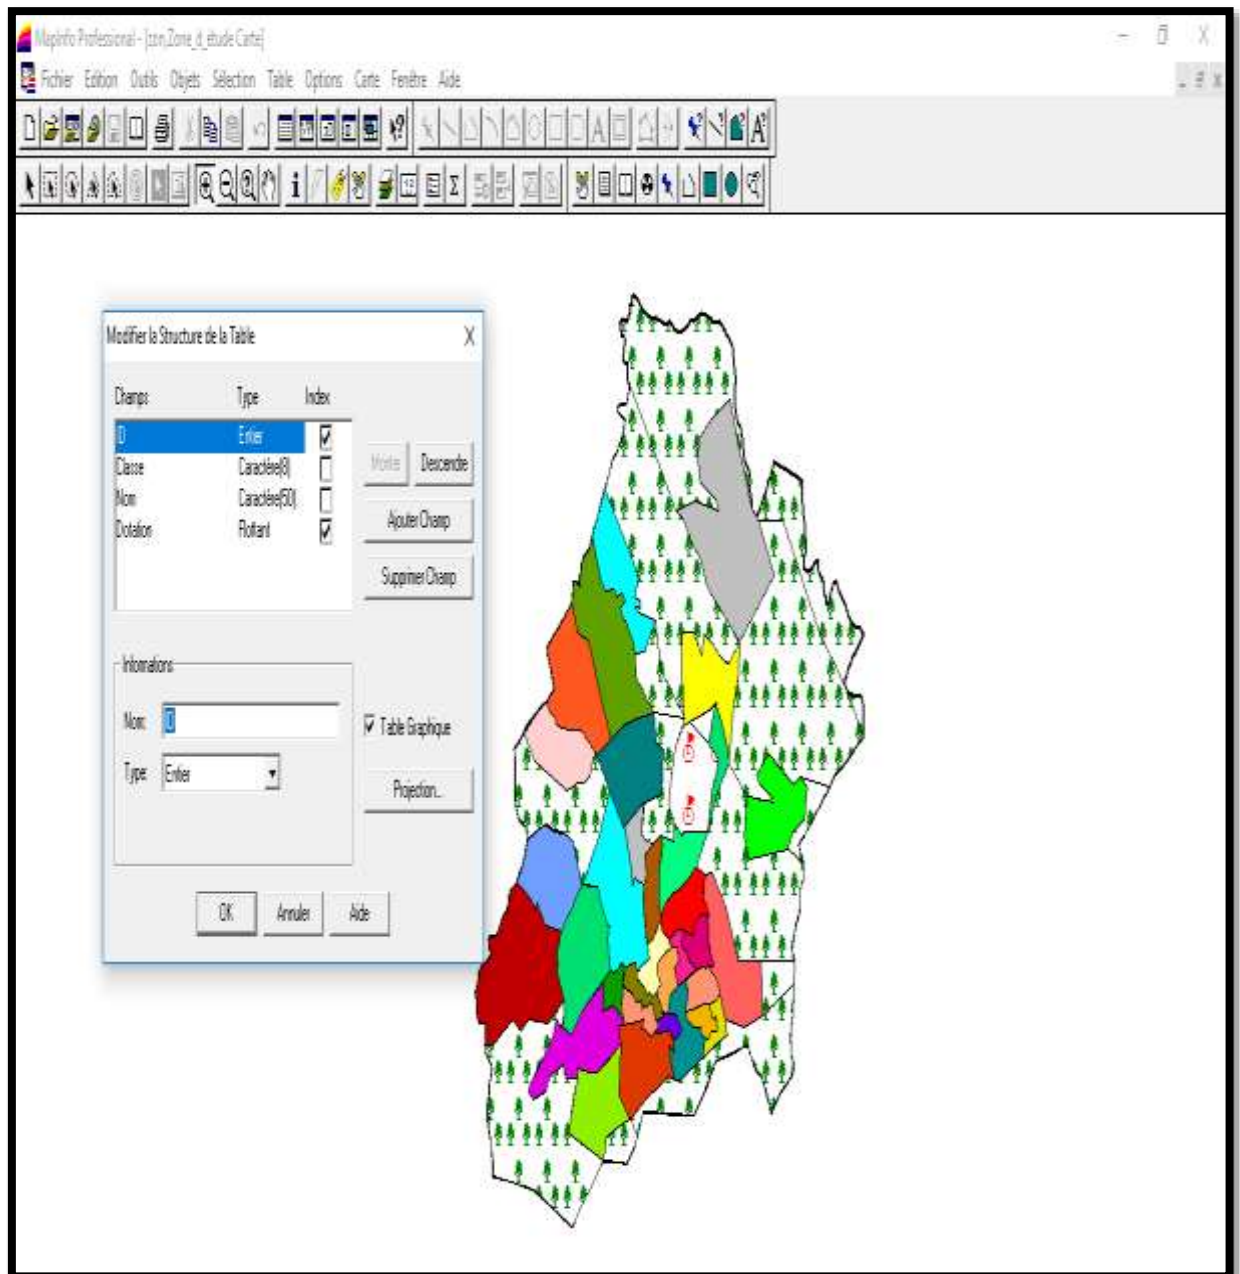 MapInfo Professional - [zon,Zone_d_étude Carte]
Fichier Edition Outils Objets Sélection Table Options Carte Fenêtre Aide
Modifier la Structure de la Table X
Champs Type Index
ID Entier
Classe Caractère(8)
Nom Caractère(50)
Dotation Flottant
Monter Descendre
Ajouter Champ
Supprimer Champ
Informations
Nom: ID
Table Graphique
Type: Entier
Projection...
OK Annuler Aide